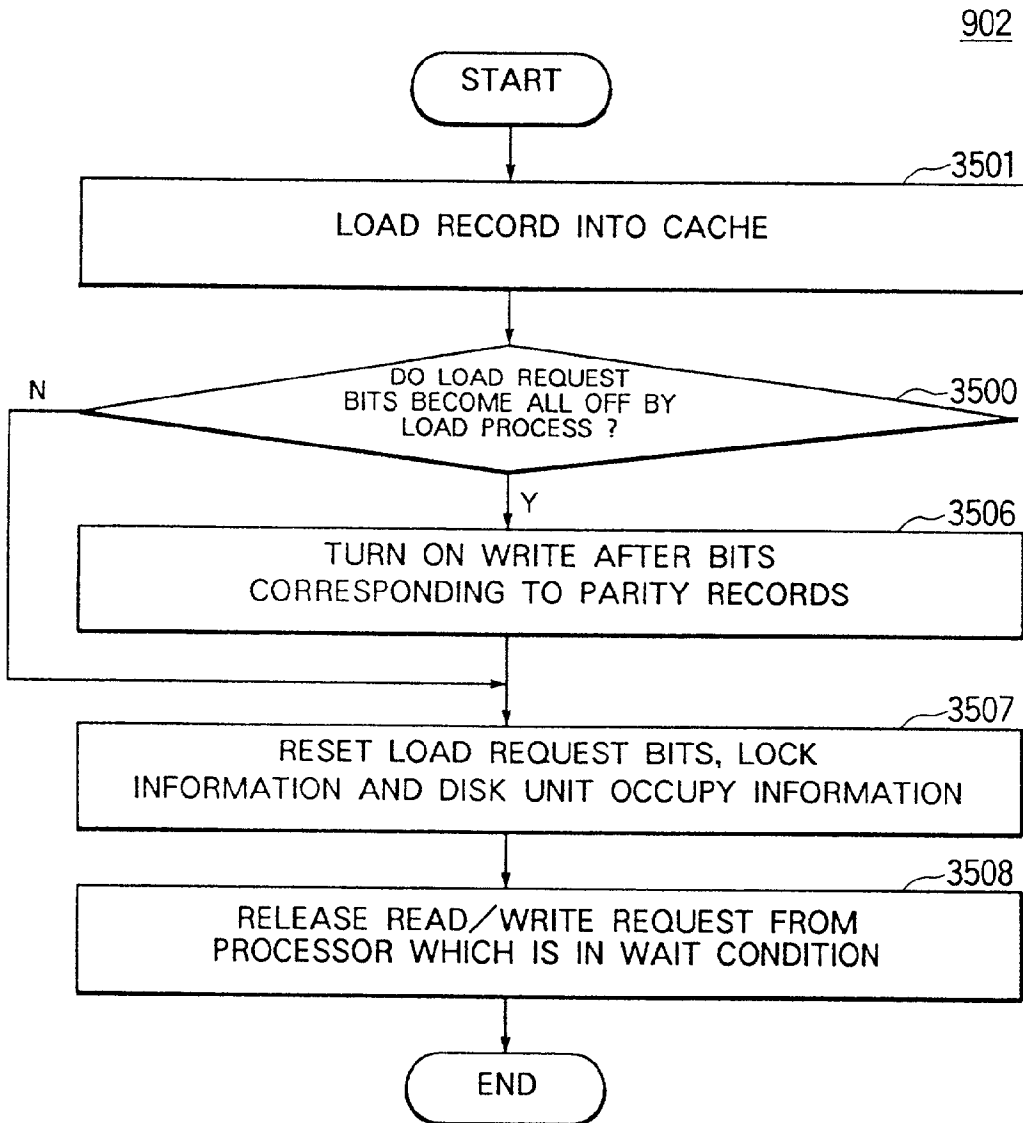 902
START
3501
LOAD RECORD INTO CACHE
3500
DO LOAD REQUEST
BITS BECOME ALL OFF BY
LOAD PROCESS ?
N
Y
3506
TURN ON WRITE AFTER BITS
CORRESPONDING TO PARITY RECORDS
3507
RESET LOAD REQUEST BITS, LOCK
INFORMATION AND DISK UNIT OCCUPY INFORMATION
3508
RELEASE READ/WRITE REQUEST FROM
PROCESSOR WHICH IS IN WAIT CONDITION
END